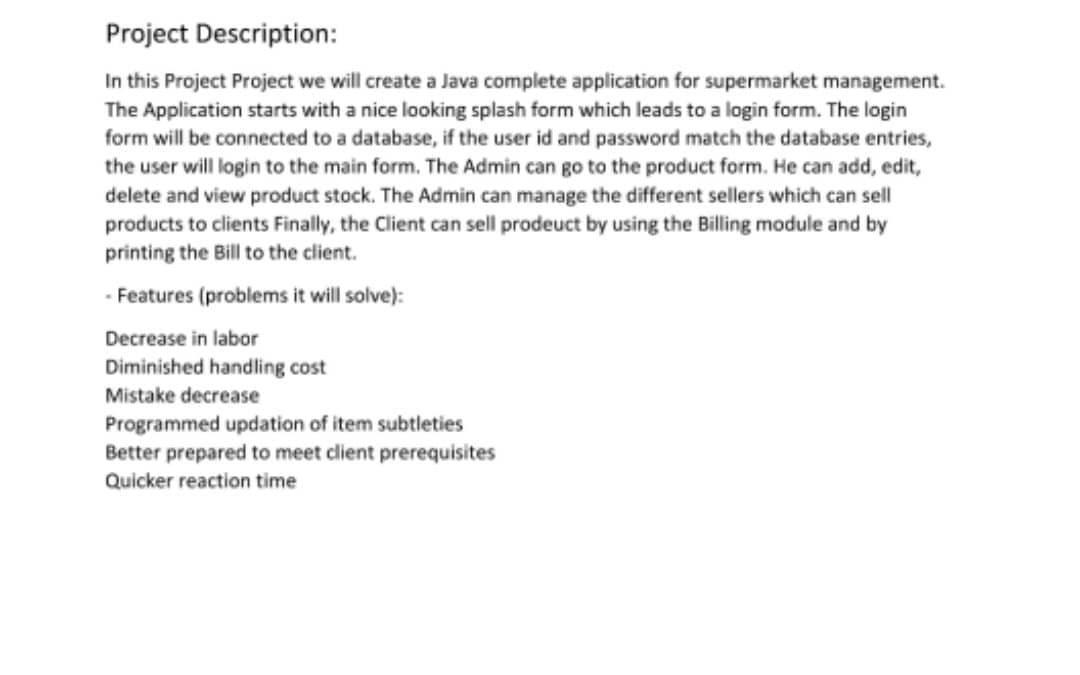 Project Description:
In this Project Project we will create a Java complete application for supermarket management.
The Application starts with a nice looking splash form which leads to a login form. The login
form will be connected to a database, if the user id and password match the database entries,
the user will login to the main form. The Admin can go to the product form. He can add, edit,
delete and view product stock. The Admin can manage the different sellers which can sell
products to clients Finally, the Client can sell prodeuct by using the Billing module and by
printing the Bill to the client.
- Features (problems it will solve):
Decrease in labor
Diminished handling cost
Mistake decrease
Programmed updation of item subtleties
Better prepared to meet client prerequisites
Quicker reaction time